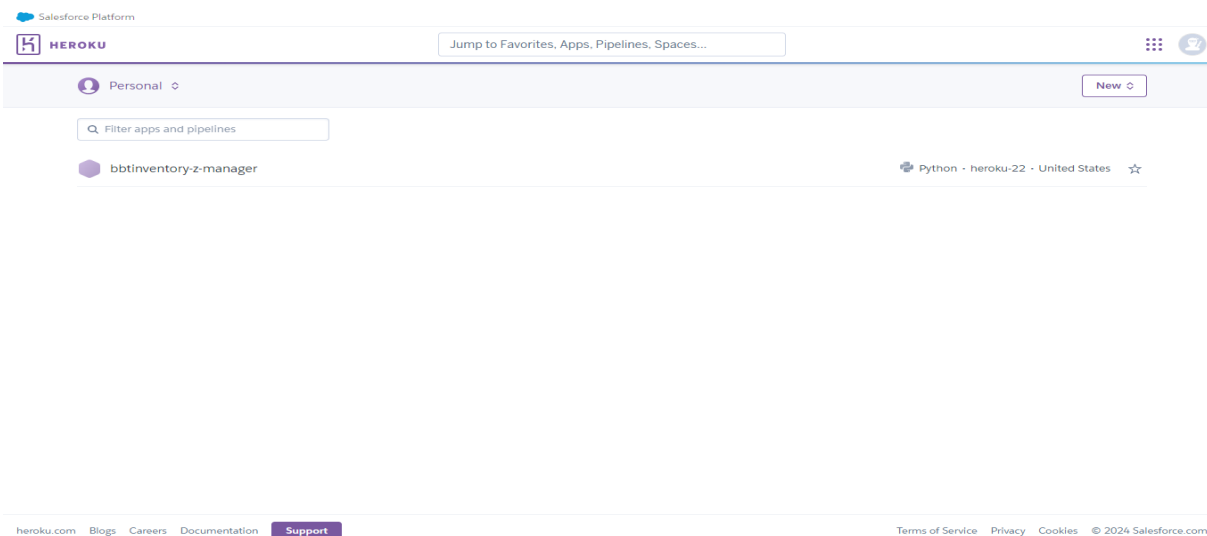 Salesforce Platform
HEROKU
Jump to Favorites, Apps, Pipelines, Spaces...
Personal
New
Filter apps and pipelines
bbtinventory-z-manager
Python · heroku-22 · United States
heroku.com Blogs Careers Documentation Support
Terms of Service Privacy Cookies © 2024 Salesforce.com